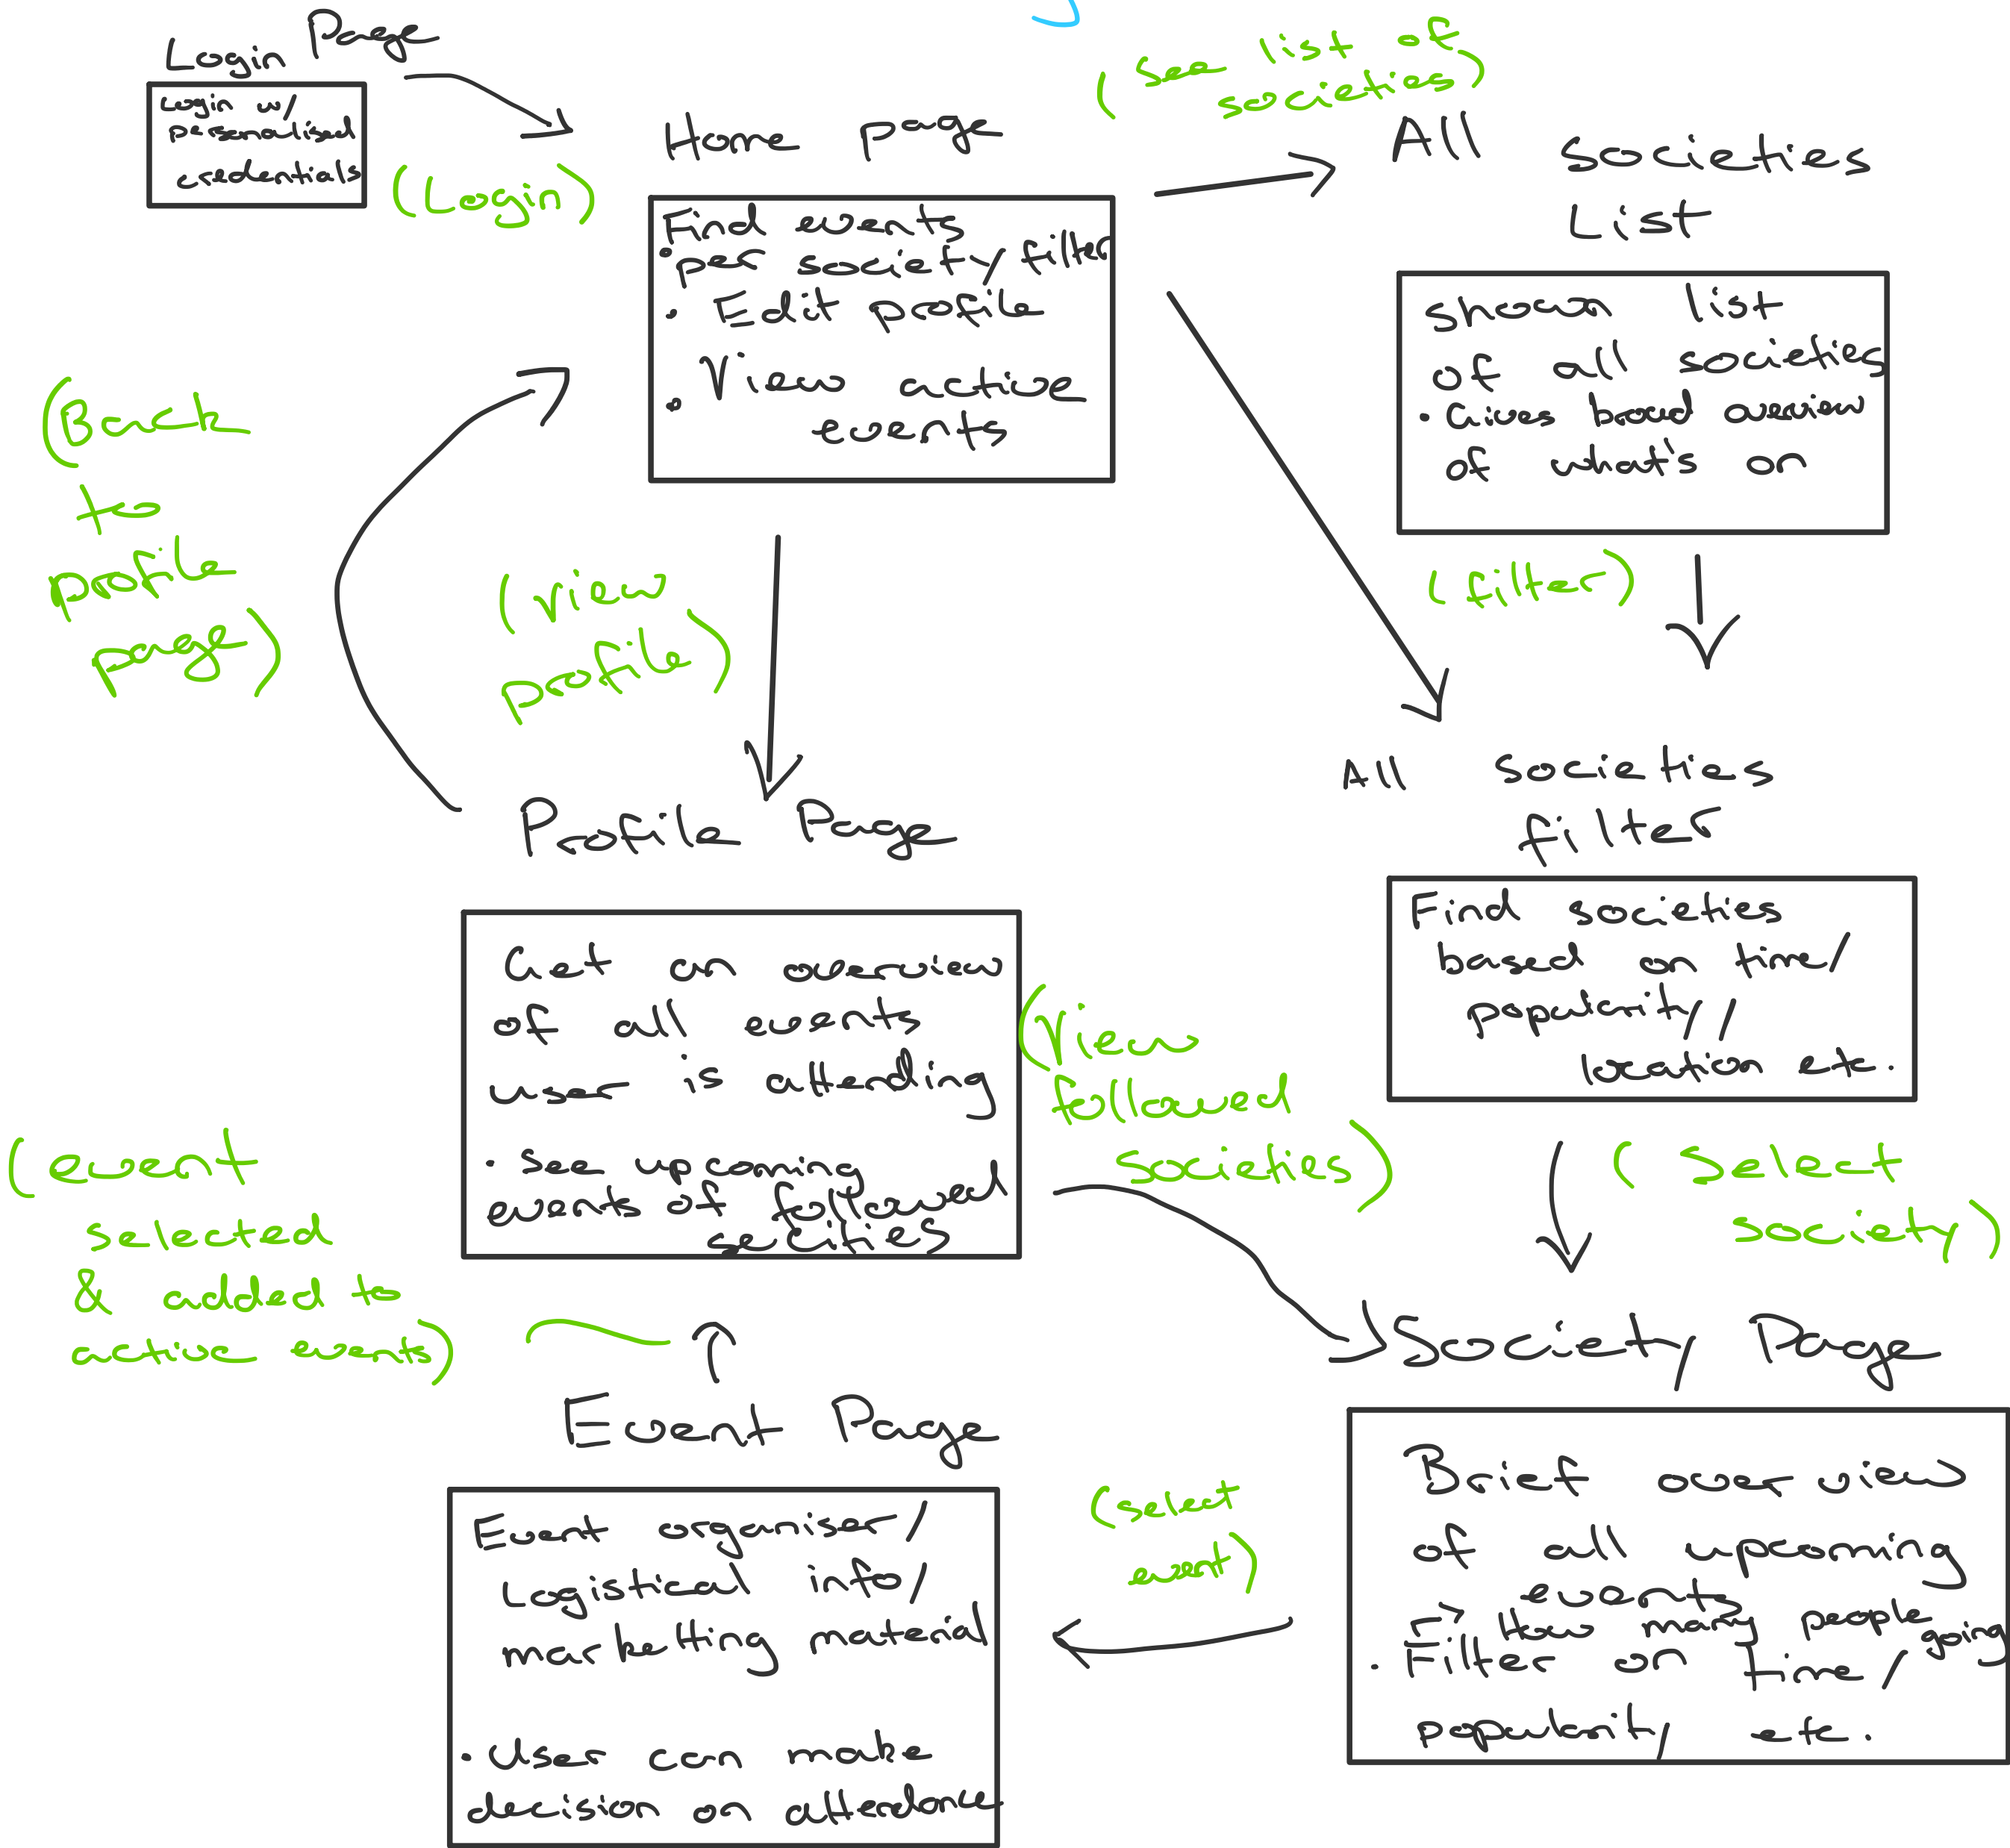 Login Page
Login w/
personalised
credentials
(Login)
Home page
Find events
• per society filter
• Edit profile
• View active
events
(see list of
societies)
All societies
List
shown list
of all societies
• Gives broad overview
of what's on
(filter)
(Back
to
profile
page)
(view
profile)
Profile Page
Get an overview
of all events
user is attending
• see upcoming
events of followed
societies
(View
followed
societies)
All societies
filter
Find societies
based on time/
popularity/
location etc.
(select
society)
(event
selected
& added to
active events)
Society Page
Brief overview
of all upcoming
events
& how many people going
• Filter on time/
popularity etc.
(select
event)
Event Page
Event organiser/
Logistical info/
marketing material
• User can make
decision on attendance